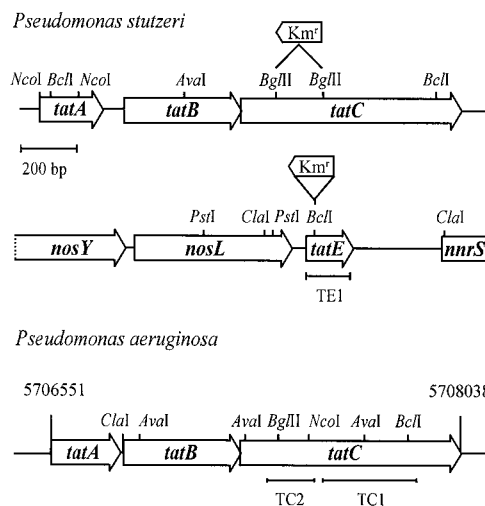 Pseudomonas stutzeri
Kmʳ
NcoI BclI NcoI AvaI BglII BglII BclI
tatA tatB tatC
200 bp
Kmʳ
PstI ClaI PstI BclI ClaI
nosY nosL tatE nnrS
TE1
Pseudomonas aeruginosa
5706551 5708038
ClaI AvaI AvaI BglII NcoI AvaI BclI
tatA tatB tatC
TC2 TC1